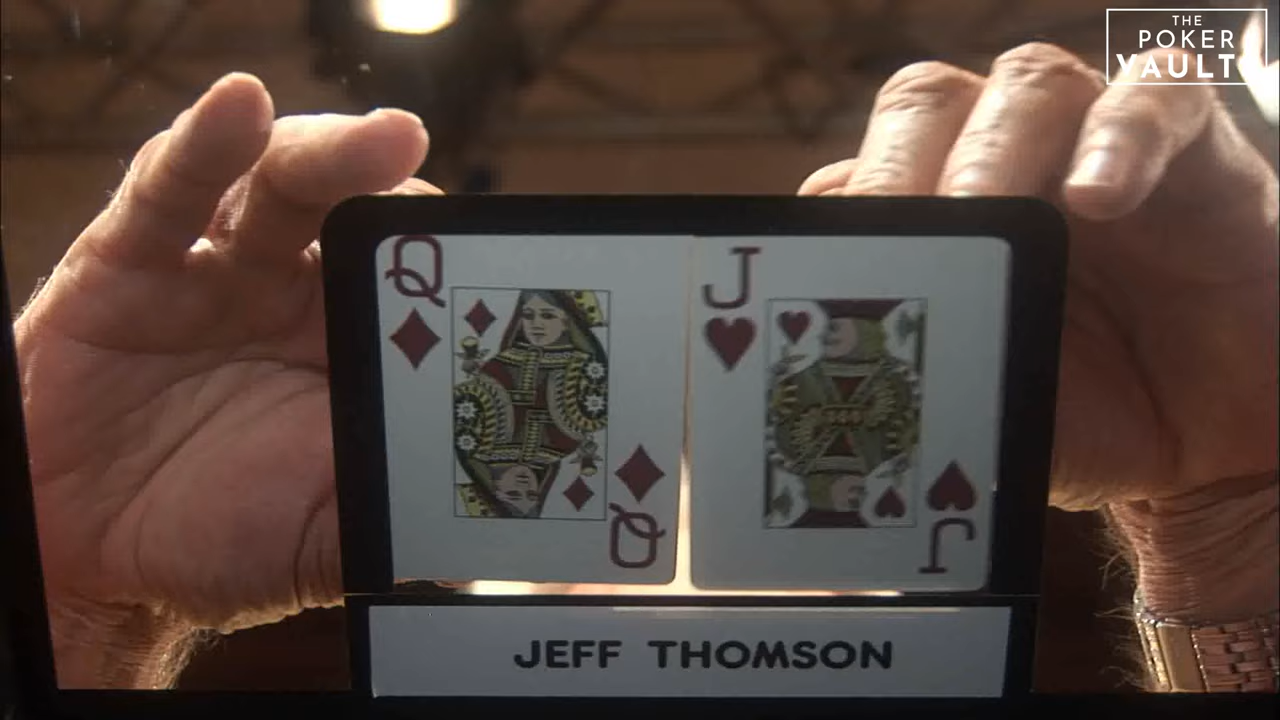 THE
POKER
VAULT
Q
J
Q
J
JEFF THOMSON